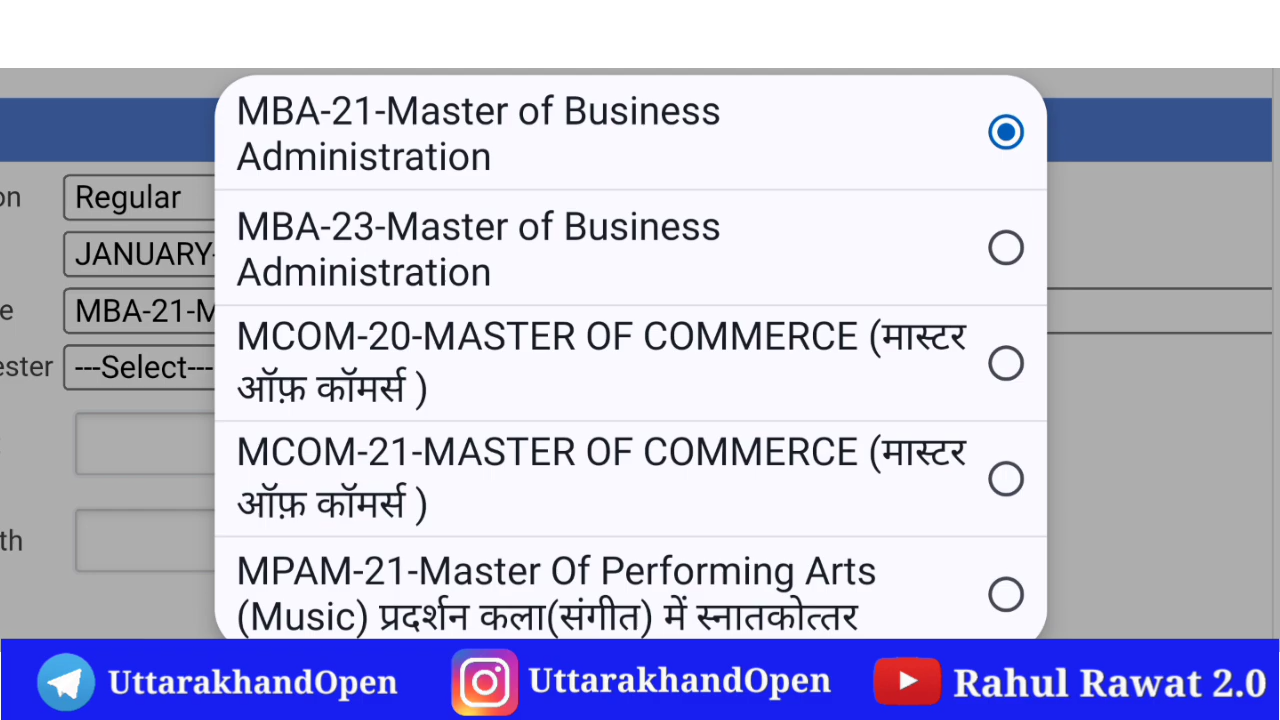 MBA-21-Master of Business
Administration
on
Regular
MBA-23-Master of Business
Administration
JANUARY-
e
MBA-21-M
MCOM-20-MASTER OF COMMERCE (मास्टर
ऑफ़ कॉमर्स )
ester
---Select---
MCOM-21-MASTER OF COMMERCE (मास्टर
ऑफ़ कॉमर्स )
th
MPAM-21-Master Of Performing Arts
(Music) प्रदर्शन कला(संगीत) में स्नातकोत्तर
UttarakhandOpen
UttarakhandOpen
Rahul Rawat 2.0